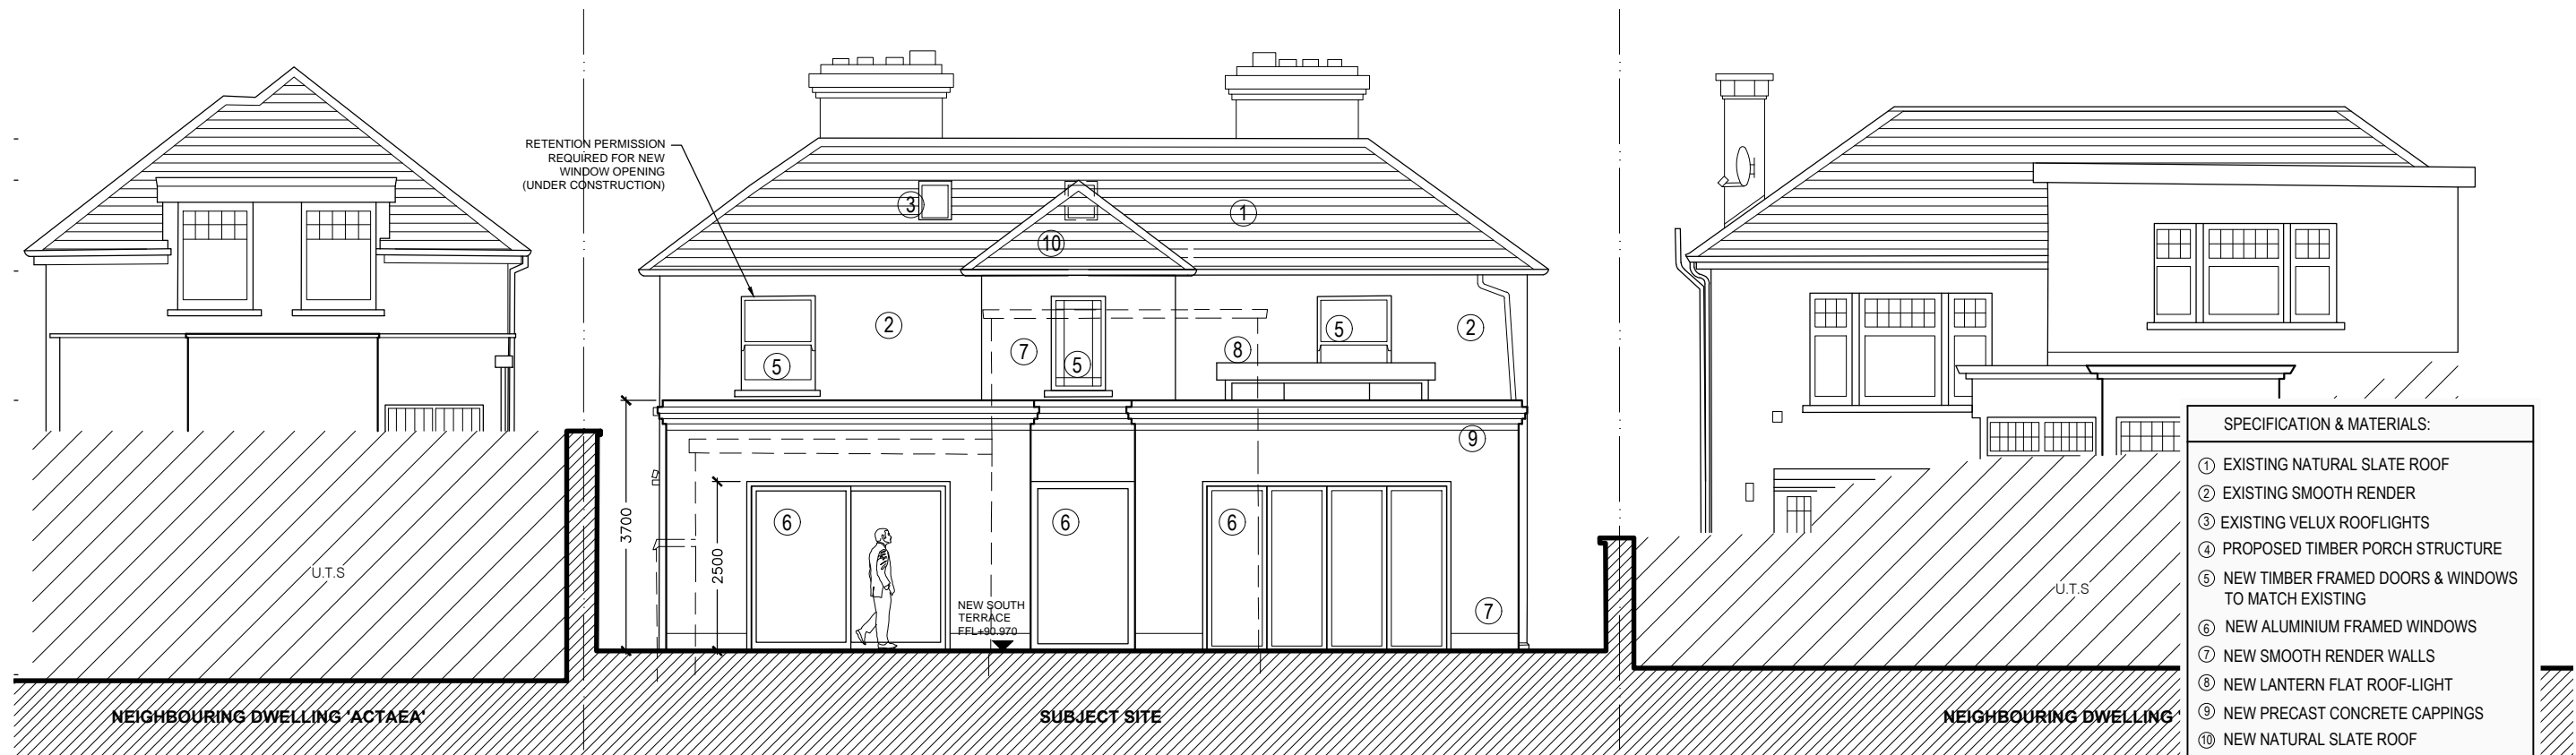 RETENTION PERMISSION
REQUIRED FOR NEW
WINDOW OPENING
(UNDER CONSTRUCTION)
3
1
10
2
5
7
5
8
5
2
9
3700
2500
6
6
6
7
NEW SOUTH
TERRACE
FFL+90.970
U.T.S
U.T.S
NEIGHBOURING DWELLING 'ACTAEA'
SUBJECT SITE
NEIGHBOURING DWELLING '
SPECIFICATION & MATERIALS:
1 EXISTING NATURAL SLATE ROOF
2 EXISTING SMOOTH RENDER
3 EXISTING VELUX ROOFLIGHTS
4 PROPOSED TIMBER PORCH STRUCTURE
5 NEW TIMBER FRAMED DOORS & WINDOWS
TO MATCH EXISTING
6 NEW ALUMINIUM FRAMED WINDOWS
7 NEW SMOOTH RENDER WALLS
8 NEW LANTERN FLAT ROOF-LIGHT
9 NEW PRECAST CONCRETE CAPPINGS
10 NEW NATURAL SLATE ROOF